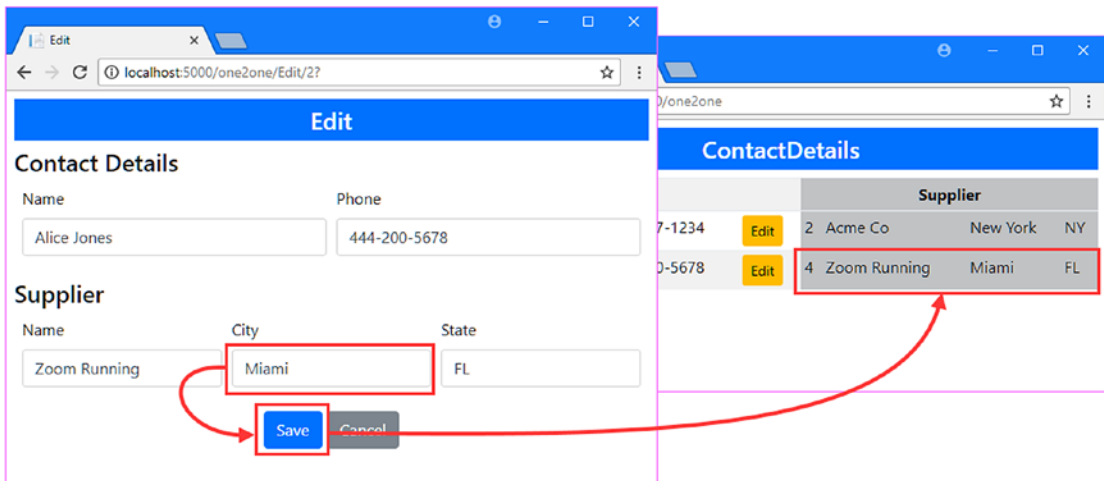 Edit
localhost:5000/one2one/Edit/2?
Edit
Contact Details
Name Phone
Alice Jones 444-200-5678
Supplier
Name City State
Zoom Running Miami FL
Save Cancel
0/one2one
ContactDetails
Supplier
7-1234 Edit 2 Acme Co New York NY
0-5678 Edit 4 Zoom Running Miami FL